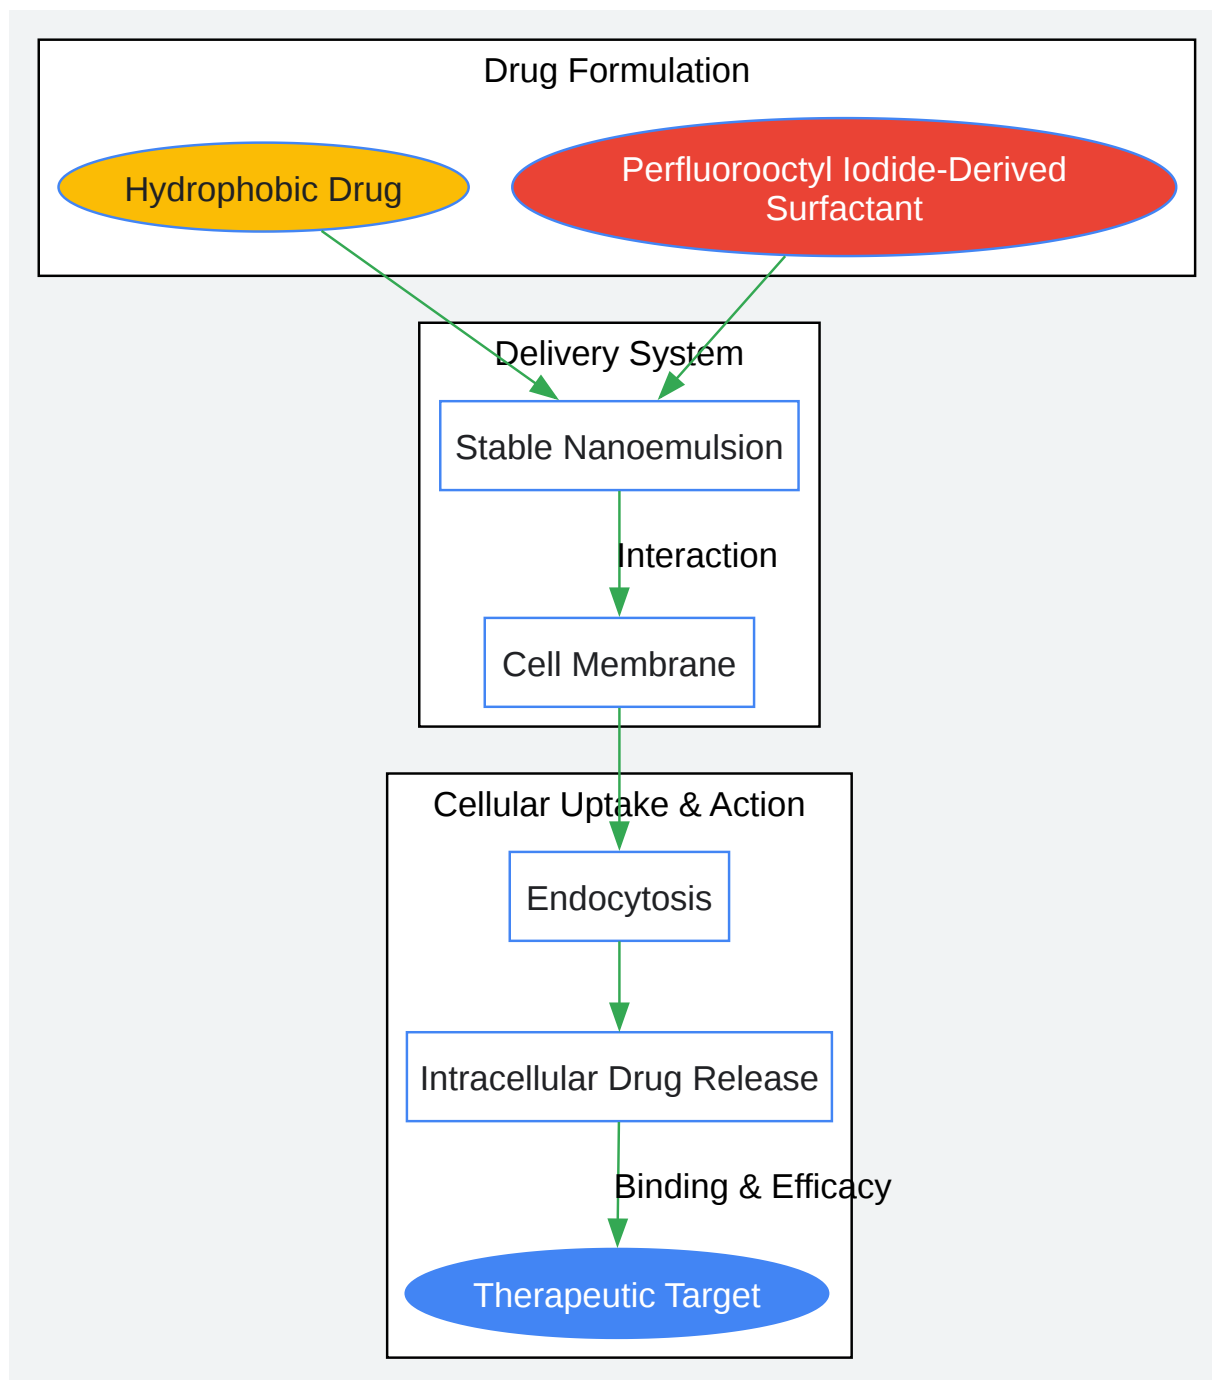 Drug Formulation
Hydrophobic Drug
Perfluorooctyl Iodide-Derived
Surfactant
Delivery System
Stable Nanoemulsion
Interaction
Cell Membrane
Cellular Uptake & Action
Endocytosis
Intracellular Drug Release
Binding & Efficacy
Therapeutic Target